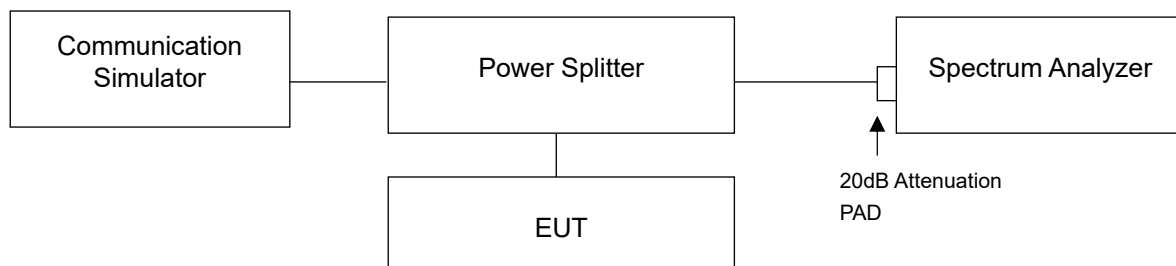 Communication
Simulator
Power Splitter
Spectrum Analyzer
20dB Attenuation
PAD
EUT